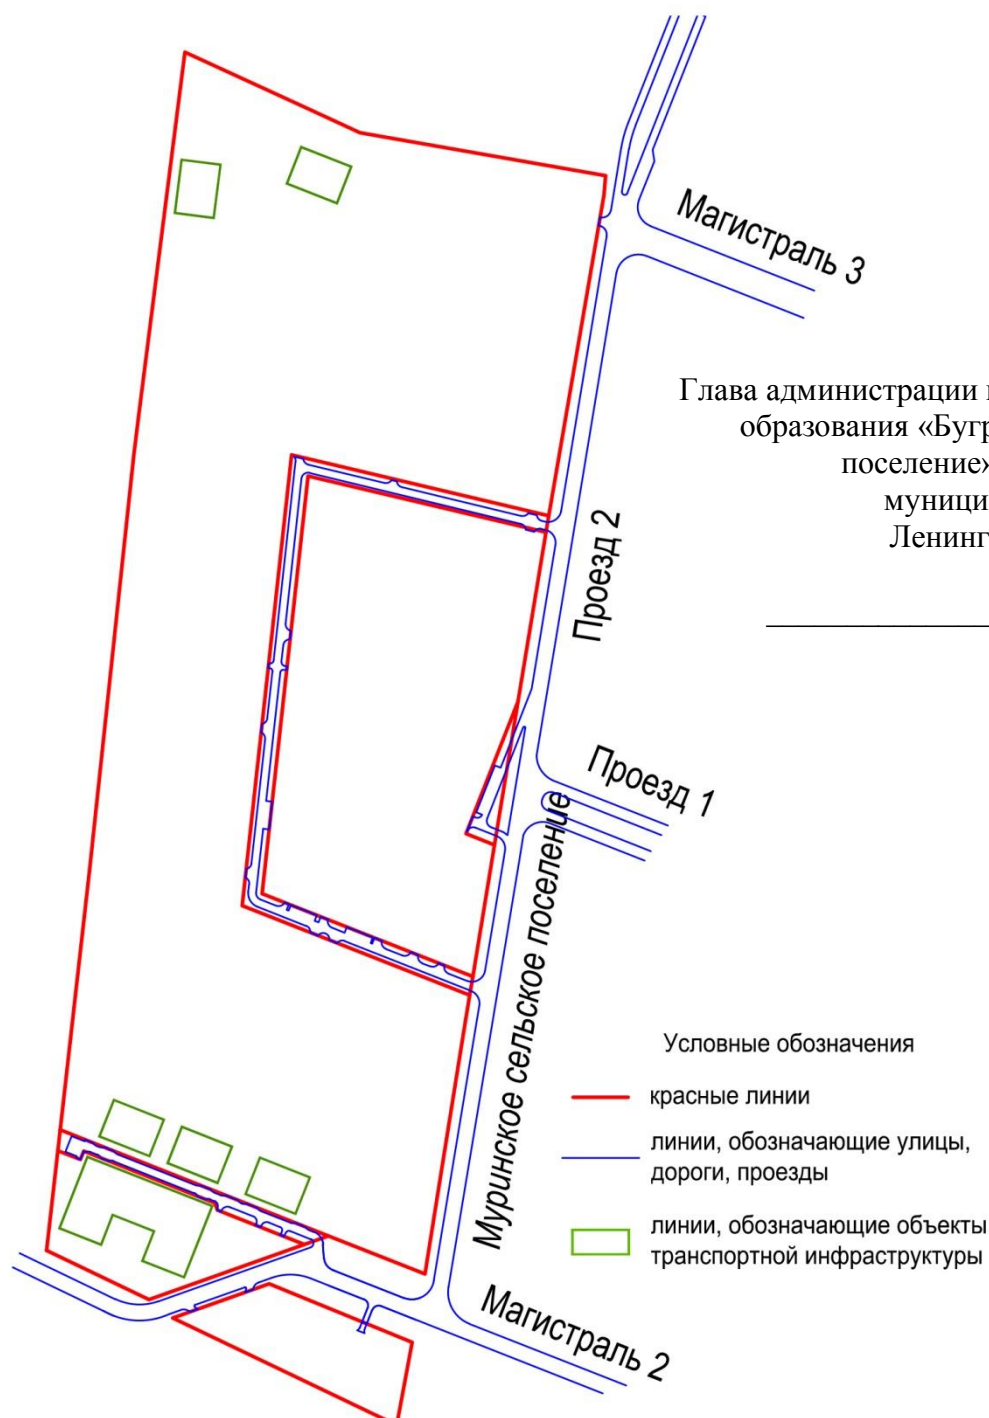 Магистраль 3
Глава администрации
образования «Бугр
поселение»
муници
Ленинг
Проезд 2
Проезд 1
Муринское сельское поселение
Условные обозначения
красные линии
линии, обозначающие улицы,
дороги, проезды
линии, обозначающие объекты
транспортной инфраструктуры
Магистраль 2